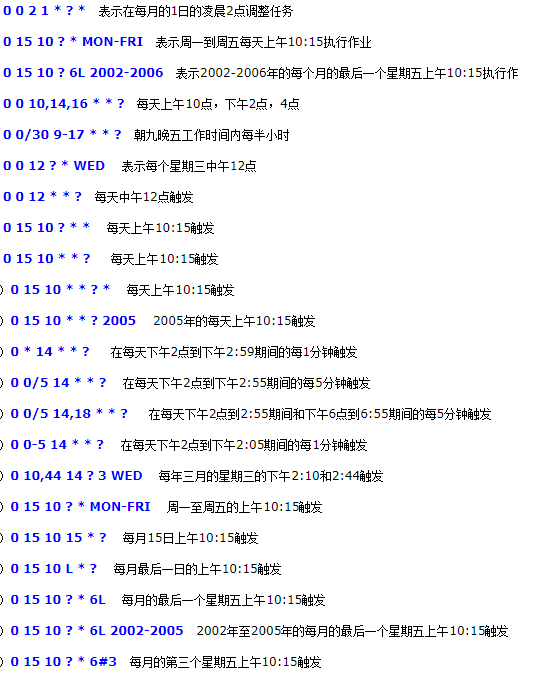 0 0 2 1 * ? * 表示在每月的1日的凌晨2点调整任务
0 15 10 ? * MON-FRI 表示周一到周五每天上午10:15执行作业
0 15 10 ? 6L 2002-2006 表示2002-2006年的每个月的最后一个星期五上午10:15执行作
0 0 10,14,16 * * ? 每天上午10点，下午2点，4点
0 0/30 9-17 * * ? 朝九晚五工作时间内每半小时
0 0 12 ? * WED 表示每个星期三中午12点
0 0 12 * * ? 每天中午12点触发
0 15 10 ? * * 每天上午10:15触发
0 15 10 * * ? 每天上午10:15触发
) 0 15 10 * * ? * 每天上午10:15触发
) 0 15 10 * * ? 2005 2005年的每天上午10:15触发
) 0 * 14 * * ? 在每天下午2点到下午2:59期间的每1分钟触发
) 0 0/5 14 * * ? 在每天下午2点到下午2:55期间的每5分钟触发
) 0 0/5 14,18 * * ? 在每天下午2点到2:55期间和下午6点到6:55期间的每5分钟触发
) 0 0-5 14 * * ? 在每天下午2点到下午2:05期间的每1分钟触发
) 0 10,44 14 ? 3 WED 每年三月的星期三的下午2:10和2:44触发
) 0 15 10 ? * MON-FRI 周一至周五的上午10:15触发
) 0 15 10 15 * ? 每月15日上午10:15触发
) 0 15 10 L * ? 每月最后一日的上午10:15触发
) 0 15 10 ? * 6L 每月的最后一个星期五上午10:15触发
) 0 15 10 ? * 6L 2002-2005 2002年至2005年的每月的最后一个星期五上午10:15触发
) 0 15 10 ? * 6#3 每月的第三个星期五上午10:15触发